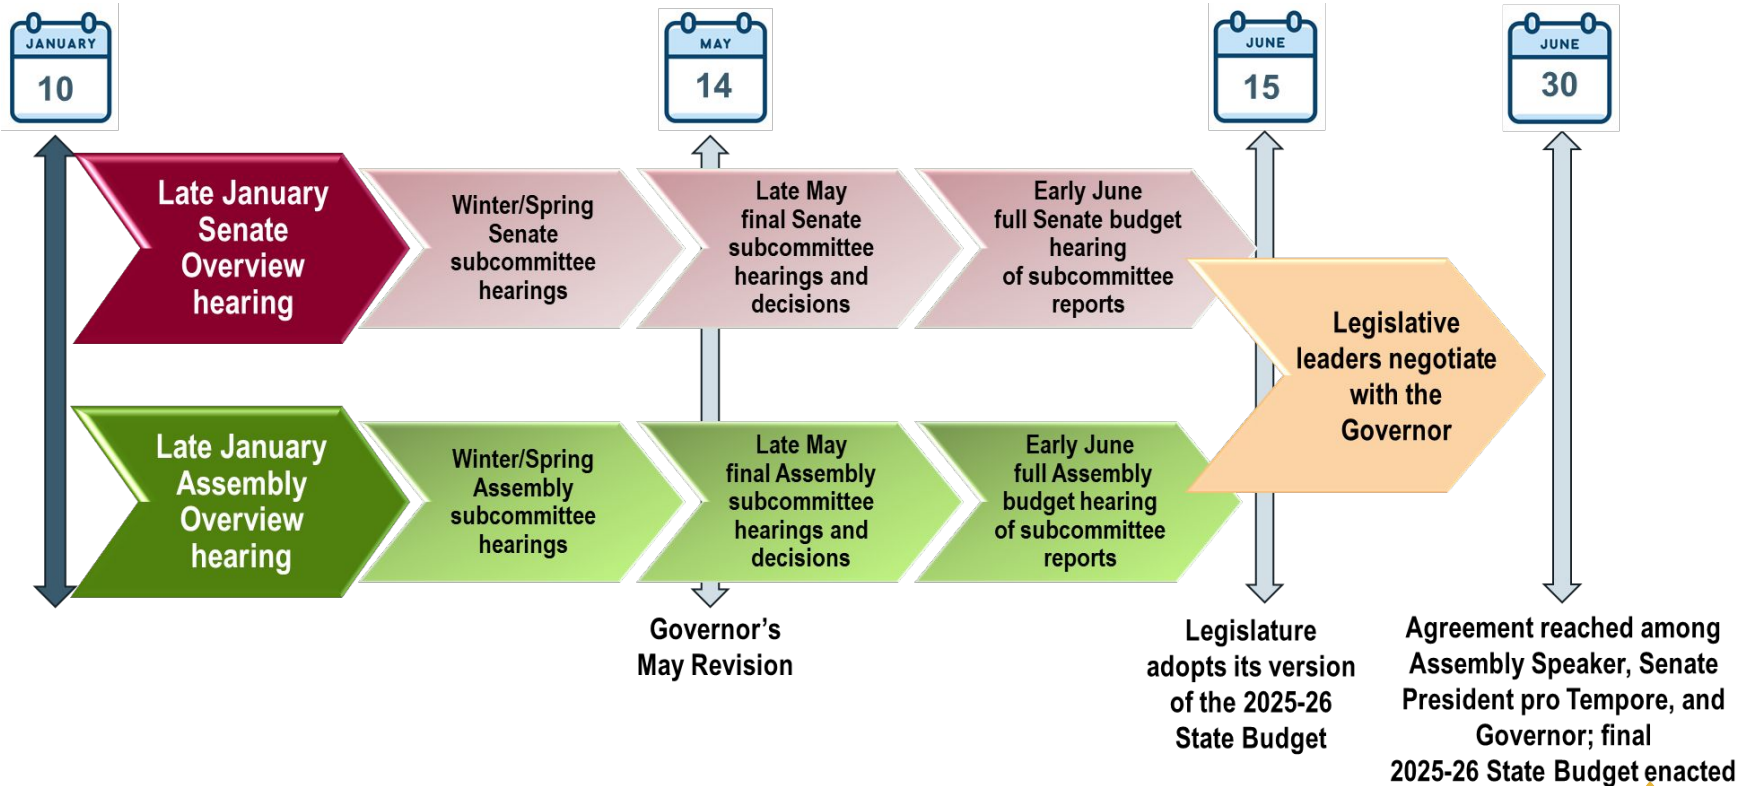 JANUARY
10
MAY
14
JUNE
15
JUNE
30
Late January
Senate
Overview
hearing
Winter/Spring
Senate
subcommittee
hearings
Late May
final Senate
subcommittee
hearings and
decisions
Early June
full Senate budget
hearing
of subcommittee
reports
Legislative
leaders negotiate
with the
Governor
Late January
Assembly
Overview
hearing
Winter/Spring
Assembly
subcommittee
hearings
Late May
final Assembly
subcommittee
hearings and
decisions
Early June
full Assembly
budget hearing
of subcommittee
reports
Governor’s
May Revision
Legislature
adopts its version
of the 2025-26
State Budget
Agreement reached among
Assembly Speaker, Senate
President pro Tempore, and
Governor; final
2025-26 State Budget enacted